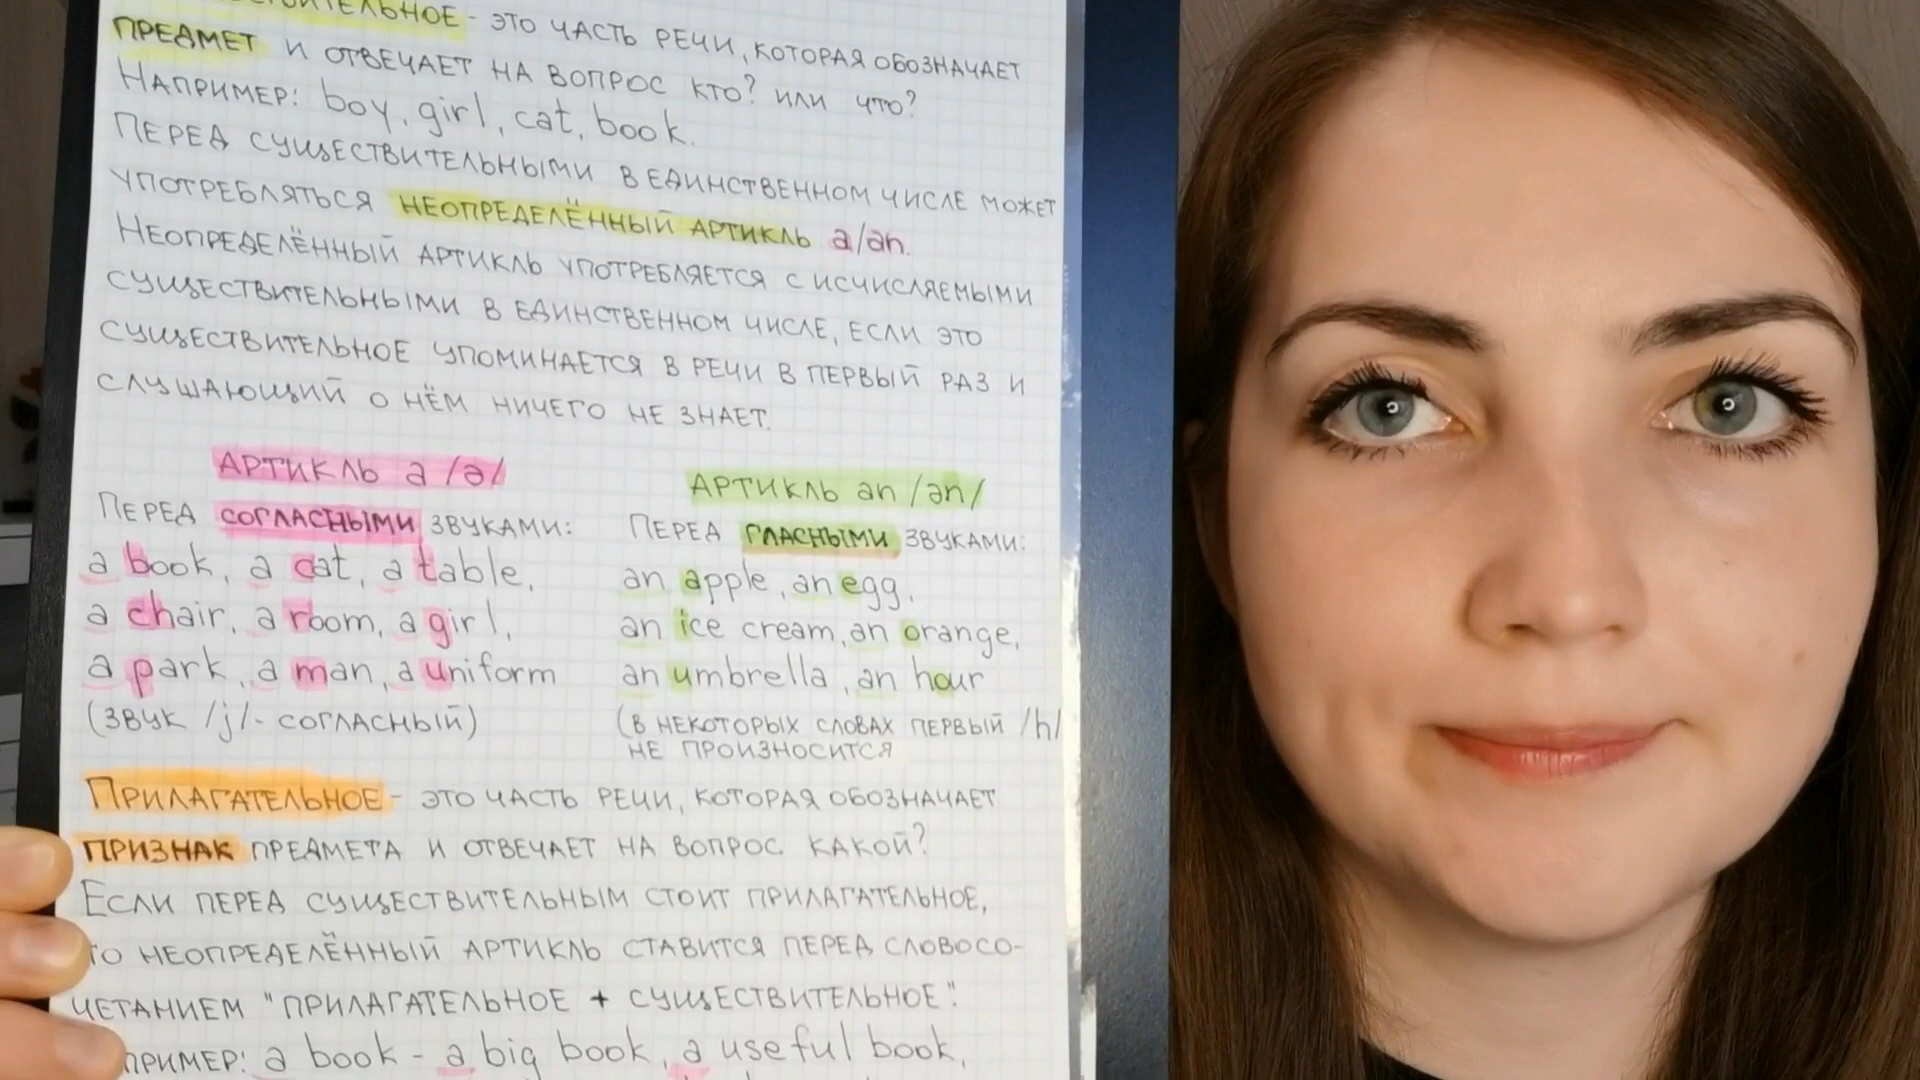 - ЭТО ЧАСТЬ РЕЧИ, КОТОРАЯ ОБОЗНАЧАЕТ
ПРЕДМЕТ И ОТВЕЧАЕТ НА ВОПРОС КТО? ИЛИ ЧТО?
НАПРИМЕР: boy, girl, cat, book.
ПЕРЕД СУЩЕСТВИТЕЛЬНЫМИ В ЕДИНСТВЕННОМ ЧИСЛЕ МОЖЕТ
УПОТРЕБЛЯТЬСЯ НЕОПРЕДЕЛЁННЫЙ АРТИКЛЬ a/an.
НЕОПРЕДЕЛЁННЫЙ АРТИКЛЬ УПОТРЕБЛЯЕТСЯ С ИСЧИСЛЯЕМЫМИ
СУЩЕСТВИТЕЛЬНЫМИ В ЕДИНСТВЕННОМ ЧИСЛЕ, ЕСЛИ ЭТО
СУЩЕСТВИТЕЛЬНОЕ УПОМИНАЕТСЯ В РЕЧИ В ПЕРВЫЙ РАЗ И
СЛУШАЮЩИЙ О НЁМ НИЧЕГО НЕ ЗНАЕТ.
АРТИКЛЬ a /ə/
ПЕРЕД СОГЛАСНЫМИ ЗВУКАМИ:
a book, a cat, a table,
a chair, a room, a girl,
a park, a man, a uniform
(ЗВУК /j/- СОГЛАСНЫЙ)
АРТИКЛЬ an /ən/
ПЕРЕД ГЛАСНЫМИ ЗВУКАМИ:
an apple, an egg,
an ice cream, an orange,
an umbrella, an hour
(В НЕКОТОРЫХ СЛОВАХ ПЕРВЫЙ /h/
НЕ ПРОИЗНОСИТСЯ
ПРИЛАГАТЕЛЬНОЕ - ЭТО ЧАСТЬ РЕЧИ, КОТОРАЯ ОБОЗНАЧАЕТ
ПРИЗНАК ПРЕДМЕТА И ОТВЕЧАЕТ НА ВОПРОС КАКОЙ?
ЕСЛИ ПЕРЕД СУЩЕСТВИТЕЛЬНЫМ СТОИТ ПРИЛАГАТЕЛЬНОЕ,
ТО НЕОПРЕДЕЛЁННЫЙ АРТИКЛЬ СТАВИТСЯ ПЕРЕД СЛОВОСО-
ЧЕТАНИЕМ "ПРИЛАГАТЕЛЬНОЕ + СУЩЕСТВИТЕЛЬНОЕ".
ПРИМЕР: a book - a big book, a useful book,